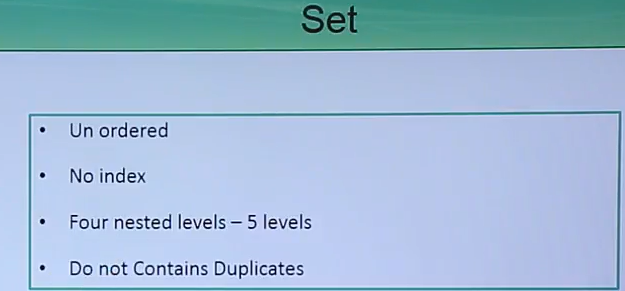 Set
• Un ordered
• No index
• Four nested levels – 5 levels
• Do not Contains Duplicates